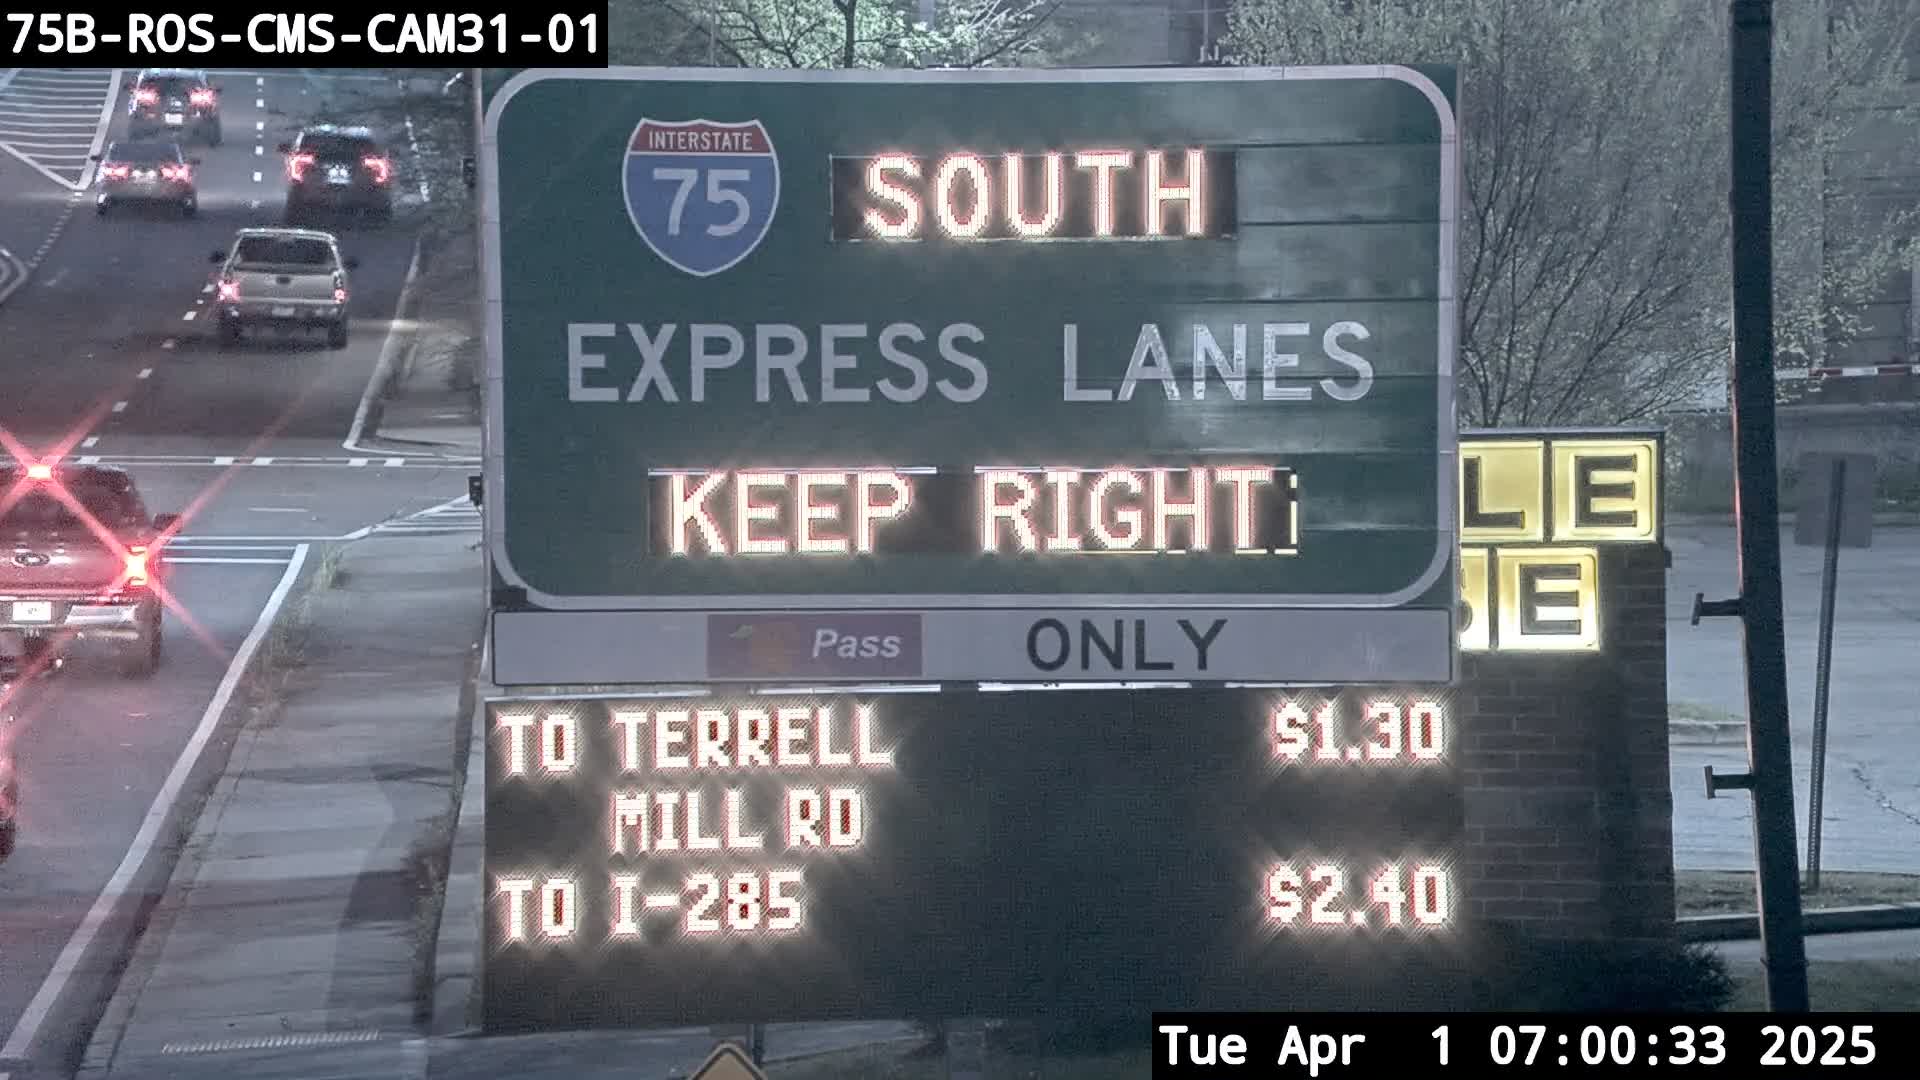 75B-ROS-CMS-CAM31-01
INTERSTATE
75
SOUTH
EXPRESS LANES
KEEP RIGHT
Pass ONLY
TO TERRELL $1.30
MILL RD
TO I-285 $2.40
LE
E
Tue Apr 1 07:00:33 2025